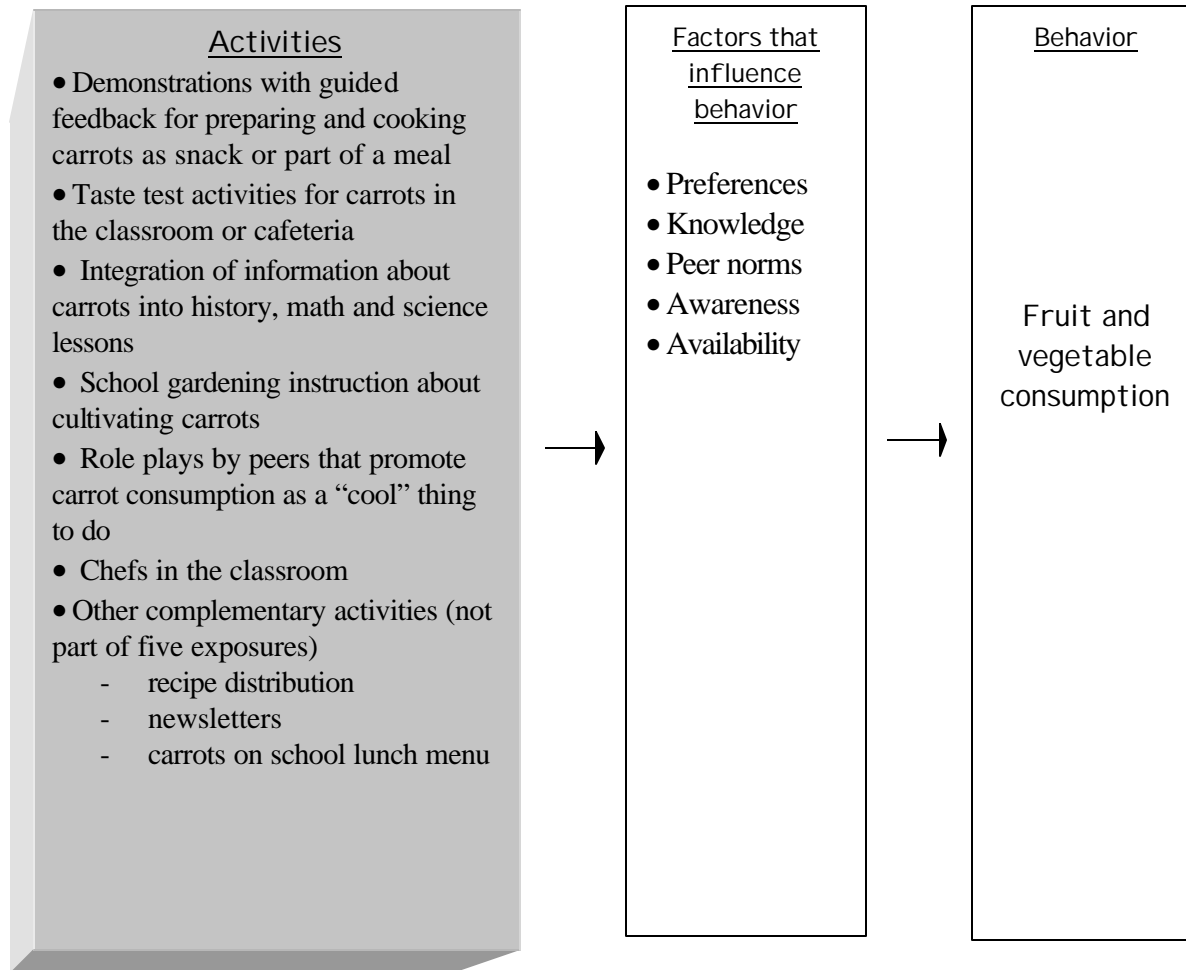 Activities
• Demonstrations with guided
feedback for preparing and cooking
carrots as snack or part of a meal
• Taste test activities for carrots in
the classroom or cafeteria
• Integration of information about
carrots into history, math and science
lessons
• School gardening instruction about
cultivating carrots
• Role plays by peers that promote
carrot consumption as a “cool” thing
to do
• Chefs in the classroom
• Other complementary activities (not
part of five exposures)
- recipe distribution
- newsletters
- carrots on school lunch menu
Factors that
influence
behavior
• Preferences
• Knowledge
• Peer norms
• Awareness
• Availability
Behavior
Fruit and
vegetable
consumption